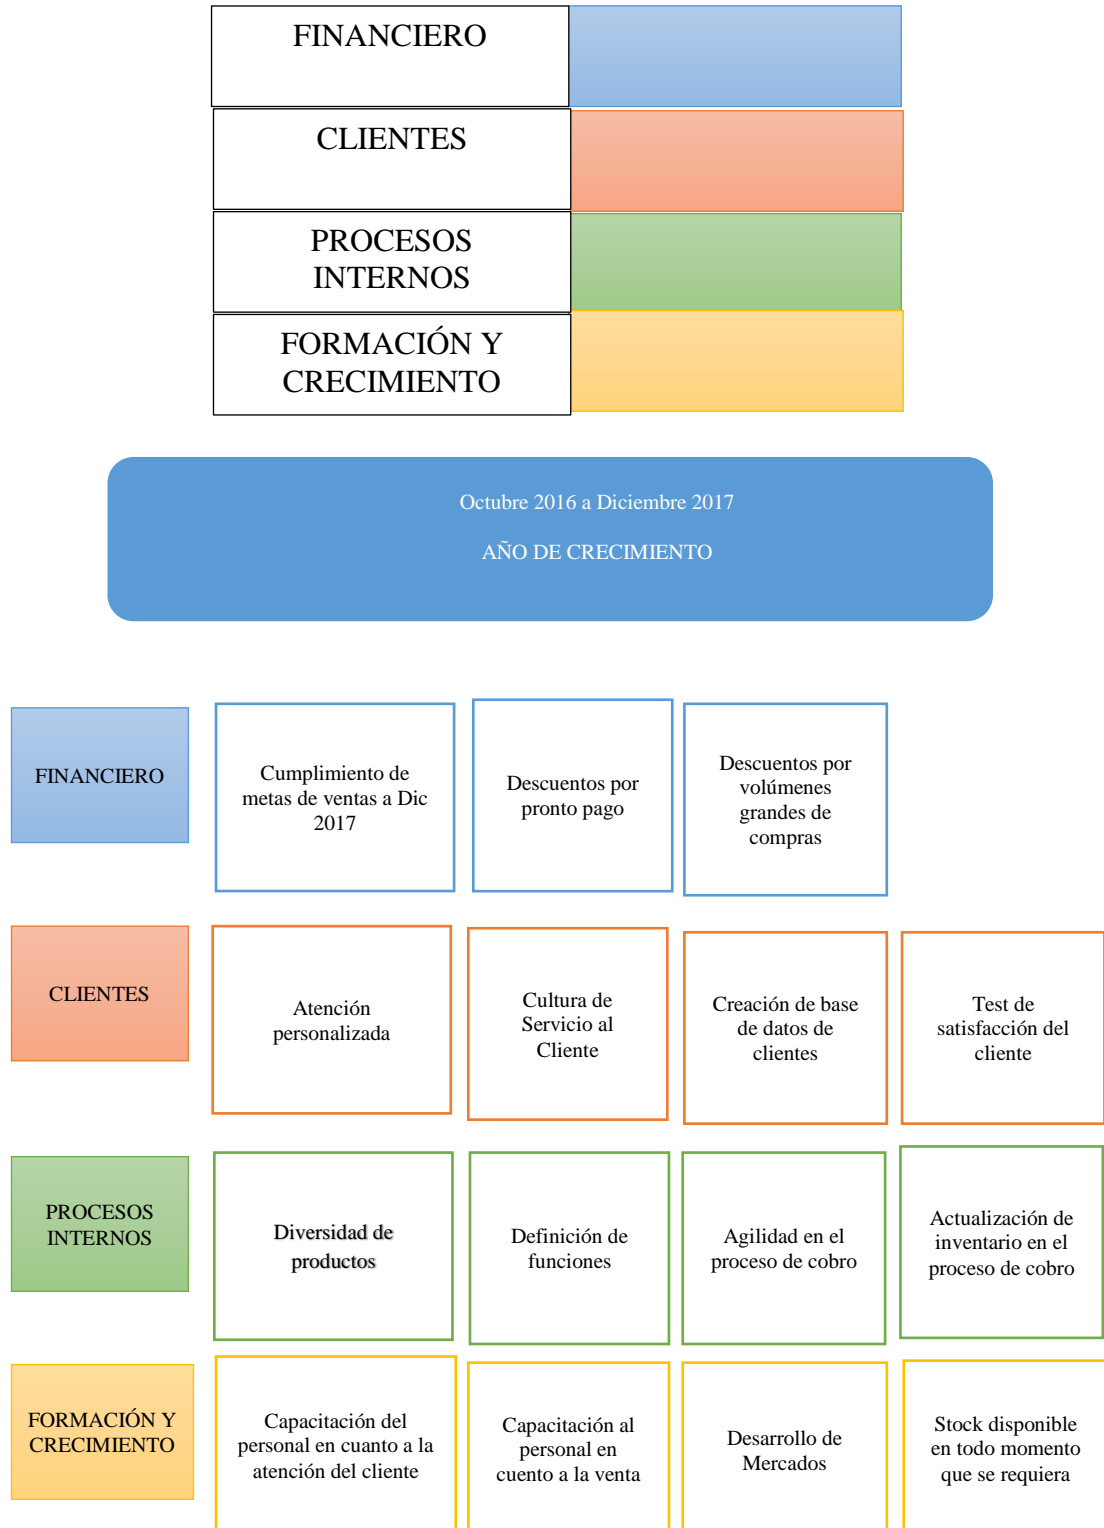 FINANCIERO
CLIENTES
PROCESOS
INTERNOS
FORMACIÓN Y
CRECIMIENTO
Octubre 2016 a Diciembre 2017
AÑO DE CRECIMIENTO
FINANCIERO
Cumplimiento de
metas de ventas a Dic
2017
Descuentos por
pronto pago
Descuentos por
volúmenes
grandes de
compras
CLIENTES
Atención
personalizada
Cultura de
Servicio al
Cliente
Creación de base
de datos de
clientes
Test de
satisfacción del
cliente
PROCESOS
INTERNOS
Diversidad de
productos
Definición de
funciones
Agilidad en el
proceso de cobro
Actualización de
inventario en el
proceso de cobro
FORMACIÓN Y
CRECIMIENTO
Capacitación del
personal en cuanto a la
atención del cliente
Capacitación al
personal en
cuento a la venta
Desarrollo de
Mercados
Stock disponible
en todo momento
que se requiera